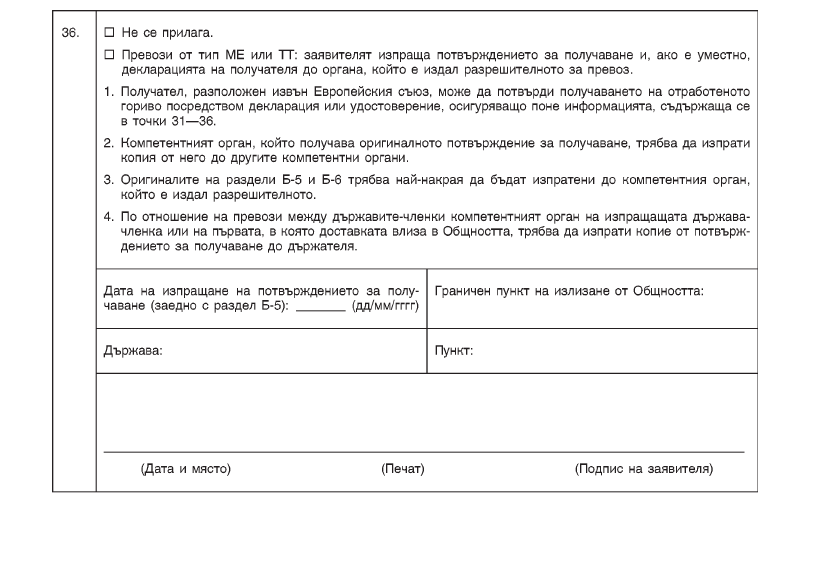 36.
☐ Не се прилага.
☐ Превози от тип МЕ или ТТ: заявителят изпраща потвърждението за получаване и, ако е уместно,
декларацията на получателя до органа, който е издал разрешителното за превоз.
1. Получател, разположен извън Европейския съюз, може да потвърди получаването на отработеното
гориво посредством декларация или удостоверение, осигуряващо поне информацията, съдържаща се
в точки 31—36.
2. Компетентният орган, който получава оригиналното потвърждение за получаване, трябва да изпрати
копия от него до другите компетентни органи.
3. Оригиналите на раздели Б-5 и Б-6 трябва най-накрая да бъдат изпратени до компетентния орган,
който е издал разрешителното.
4. По отношение на превози между държавите-членки компетентният орган на изпращащата държава-
членка или на първата, в която доставката влиза в Общността, трябва да изпрати копие от потвърж-
дението за получаване до държателя.
Дата на изпращане на потвърждението за полу-
чаване (заедно с раздел Б-5): ________ (дд/мм/гггг)
Граничен пункт на излизане от Общността:
Държава:
Пункт:
(Дата и място)
(Печат)
(Подпис на заявителя)